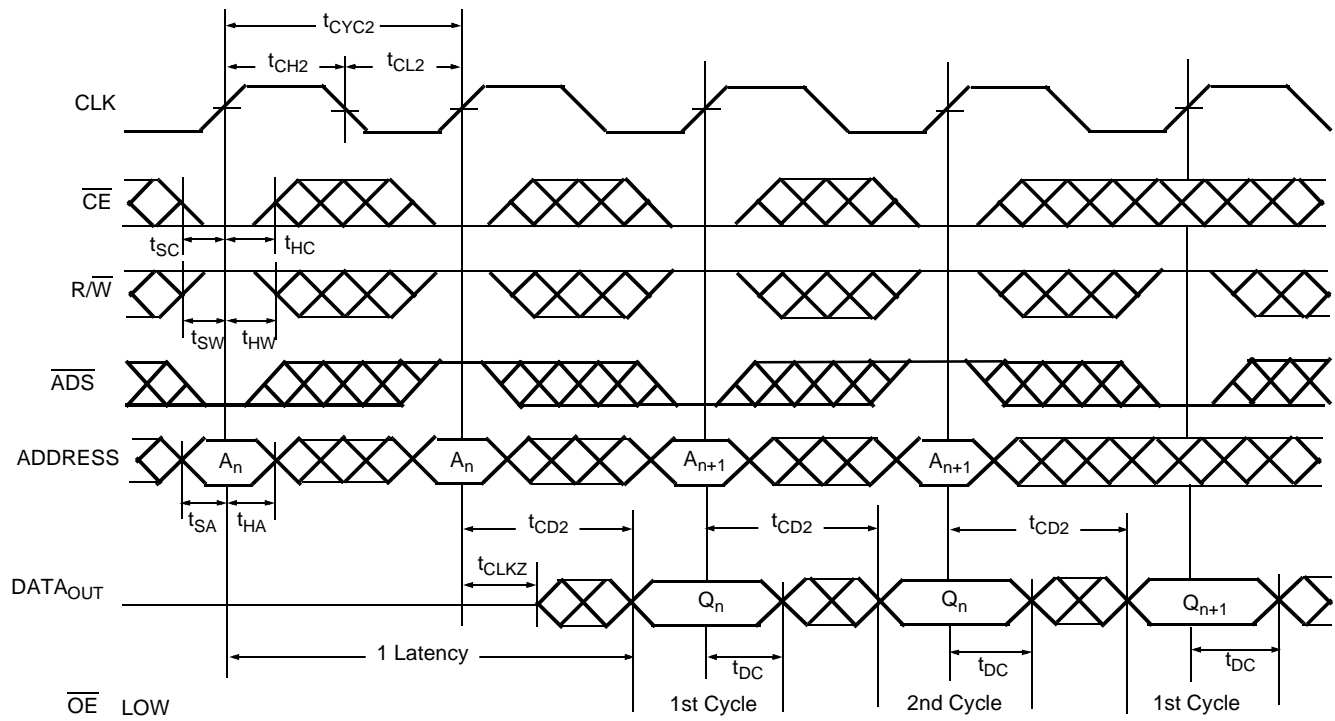 tCYC2
tCH2 tCL2
CLK
CE
tSC tHC
R/W
tSW tHW
ADS
ADDRESS An An An+1 An+1
tSA tHA tCD2 tCD2 tCD2
tCLKZ
DATAOUT Qn Qn Qn+1
1 Latency tDC tDC tDC
OE LOW 1st Cycle 2nd Cycle 1st Cycle